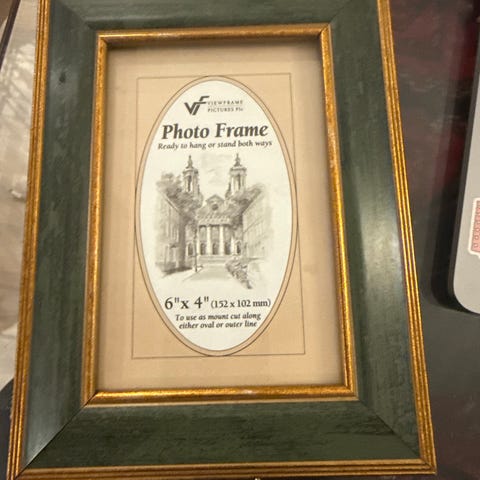 VF VIEWFRAME
PICTURES Plc
Photo Frame
Ready to hang or stand both ways
6" x 4" (152 x 102 mm)
To use as mount cut along
either oval or outer line